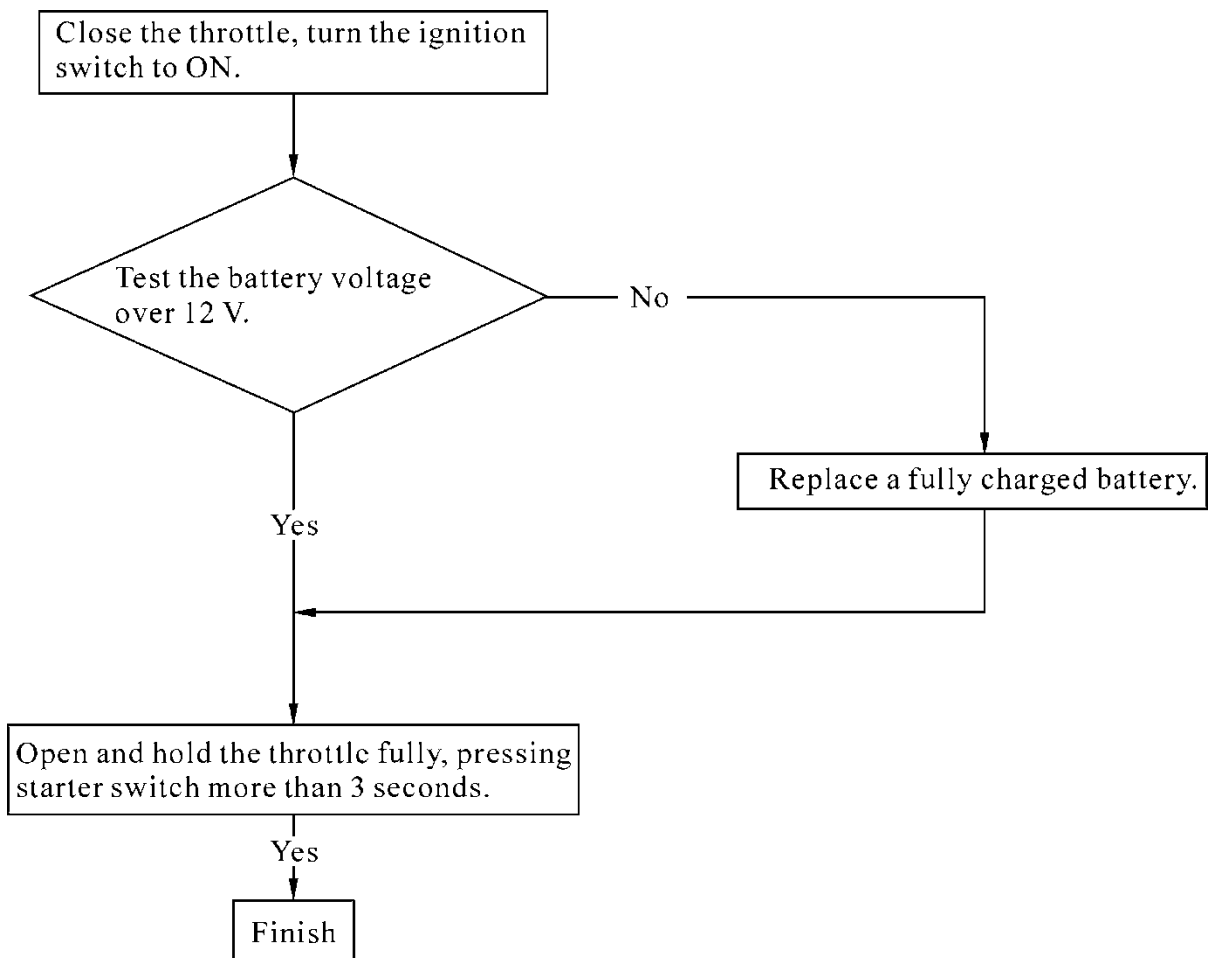 Close the throttle, turn the ignition
switch to ON.
Test the battery voltage
over 12 V.
No
Replace a fully charged battery.
Yes
Open and hold the throttle fully, pressing
starter switch more than 3 seconds.
Yes
Finish